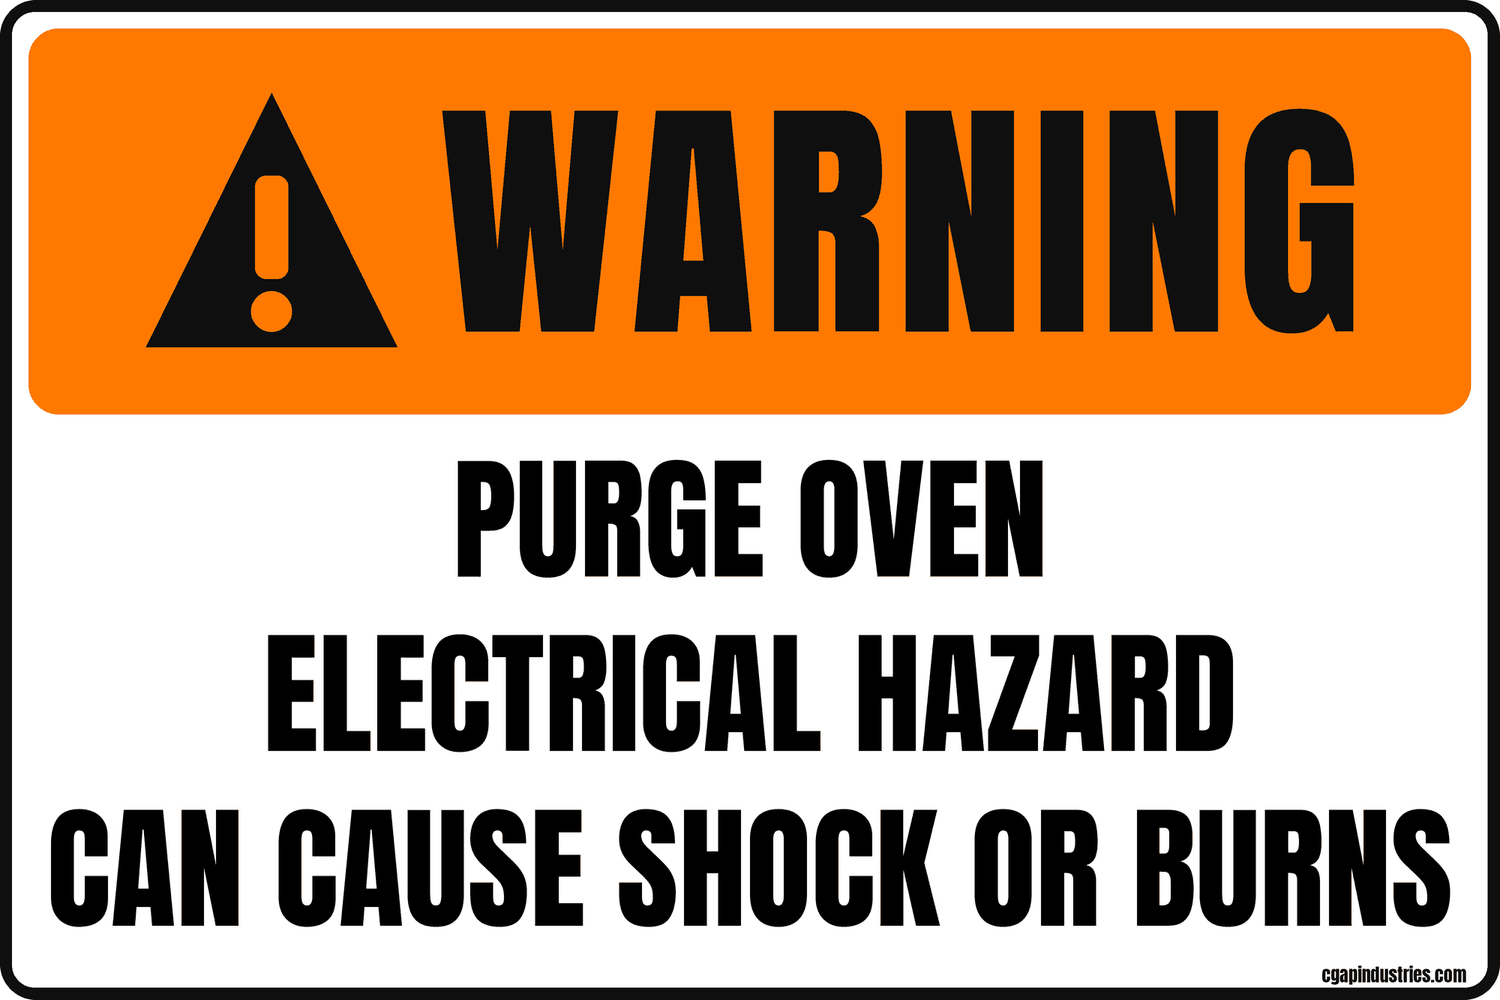 WARNING
PURGE OVEN
ELECTRICAL HAZARD
CAN CAUSE SHOCK OR BURNS
cgapindustries.com